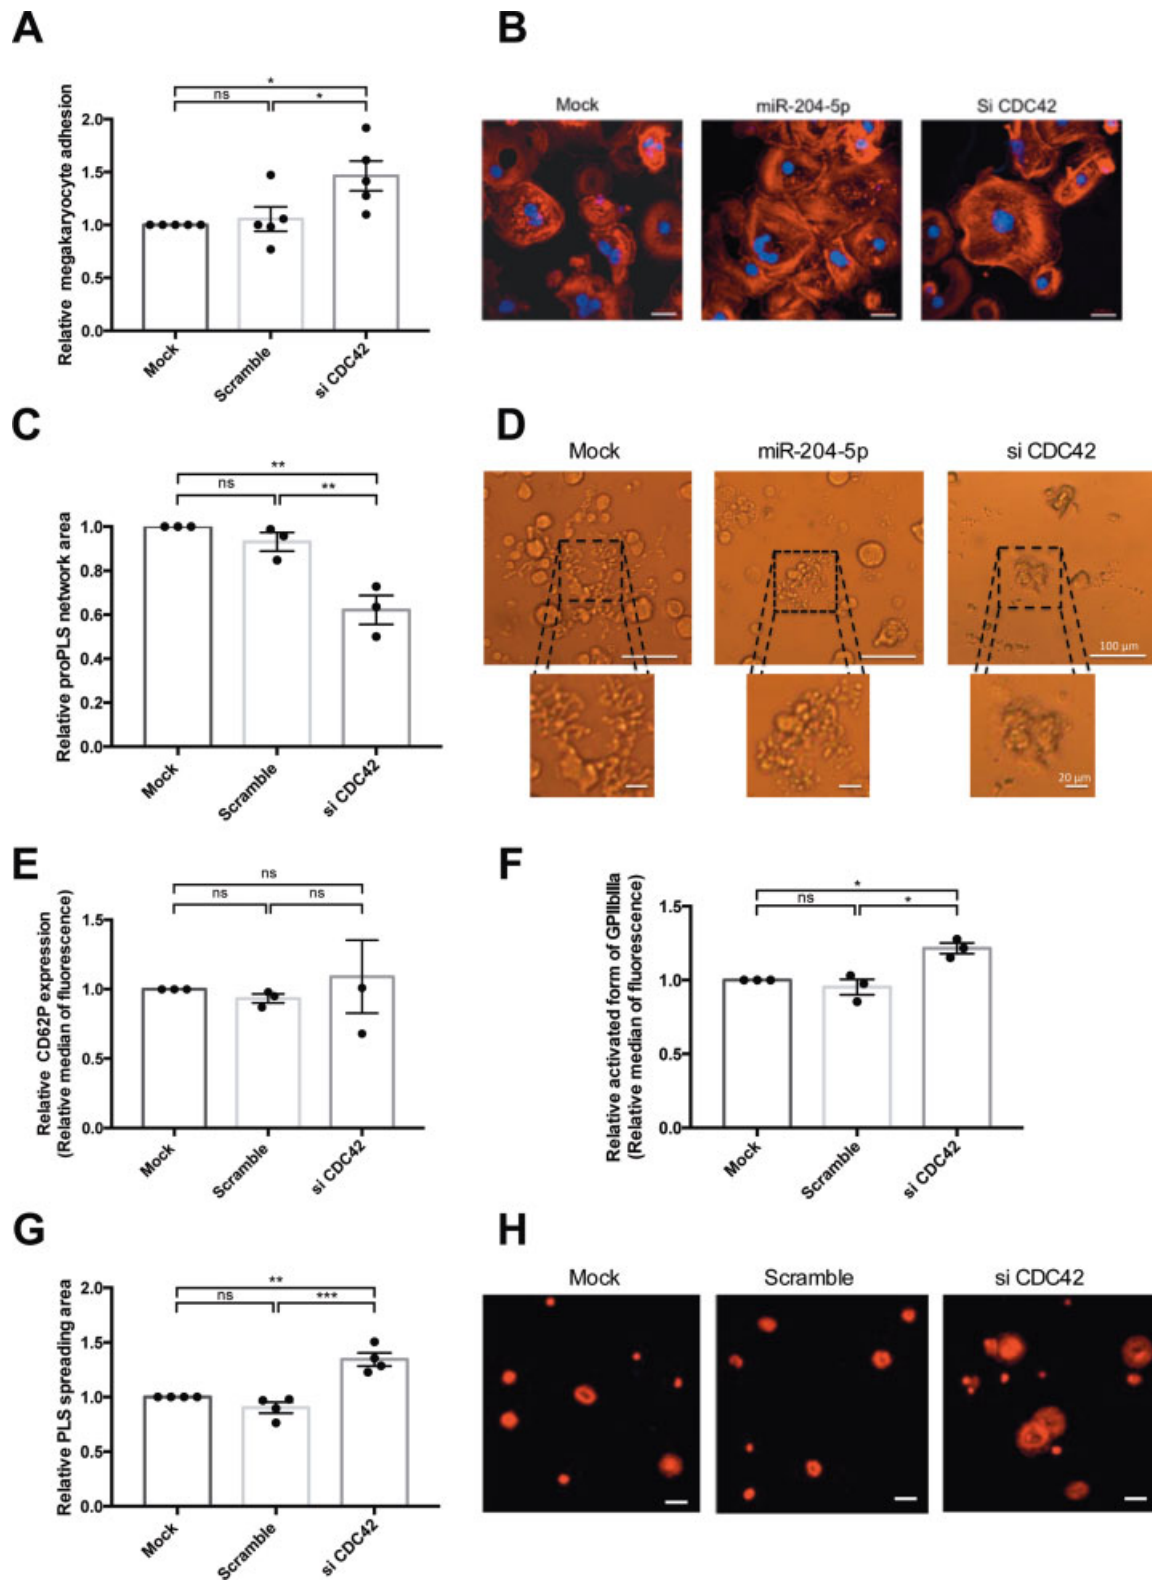 A
Relative megakaryocyte adhesion
*
ns
*
2.0
1.5
1.0
0.5
0.0
Mock
Scramble
si CDC42
B
Mock
miR-204-5p
Si CDC42
C
Relative proPLS network area
**
ns
**
1.0
0.8
0.6
0.4
0.2
0.0
Mock
Scramble
si CDC42
D
Mock
miR-204-5p
si CDC42
100 µm
20 µm
E
Relative CD62P expression
(Relative median of fluorescence)
ns
ns
ns
1.5
1.0
0.5
0.0
Mock
Scramble
si CDC42
F
Relative activated form of GPIIbIIIa
(Relative median of fluorescence)
*
ns
*
1.5
1.0
0.5
0.0
Mock
Scramble
si CDC42
G
Relative PLS spreading area
**
ns
***
2.0
1.5
1.0
0.5
0.0
Mock
Scramble
si CDC42
H
Mock
Scramble
si CDC42